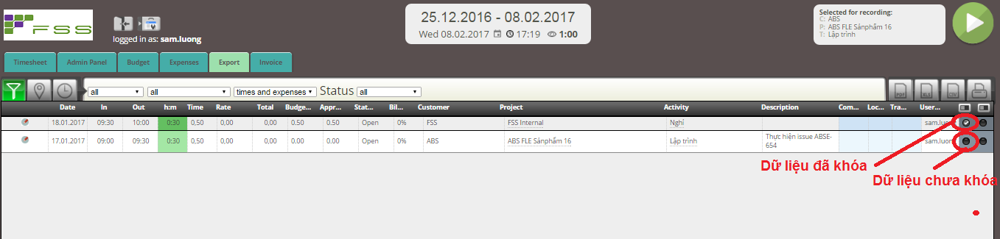 FSS
logged in as: sam.luong
25.12.2016 - 08.02.2017
Wed 08.02.2017 17:19 1:00
Selected for recording:
C: ABS
P: ABS FLE Sảnphẩm 16
T: Lập trình
Timesheet Admin Panel Budget Expenses Export Invoice
all all times and expenses Status all PDF XLS CSV
Date In Out h:m Time Rate Total Budge... Appr... Stat... Bil... Customer Project Activity Description Com... Loc... Tra... User...
18.01.2017 09:30 10:00 0:30 0,50 0,00 0,00 0.50 0.50 Open 0% FSS FSS Internal Nghỉ sam.luong
17.01.2017 09:00 09:30 0:30 0,50 0,00 0,00 0,00 0,00 Open 0% ABS ABS FLE Sảnphẩm 16 Lập trình Thực hiện issue ABSE-
654 sam.luong
Dữ liệu đã khóa
Dữ liệu chưa khóa